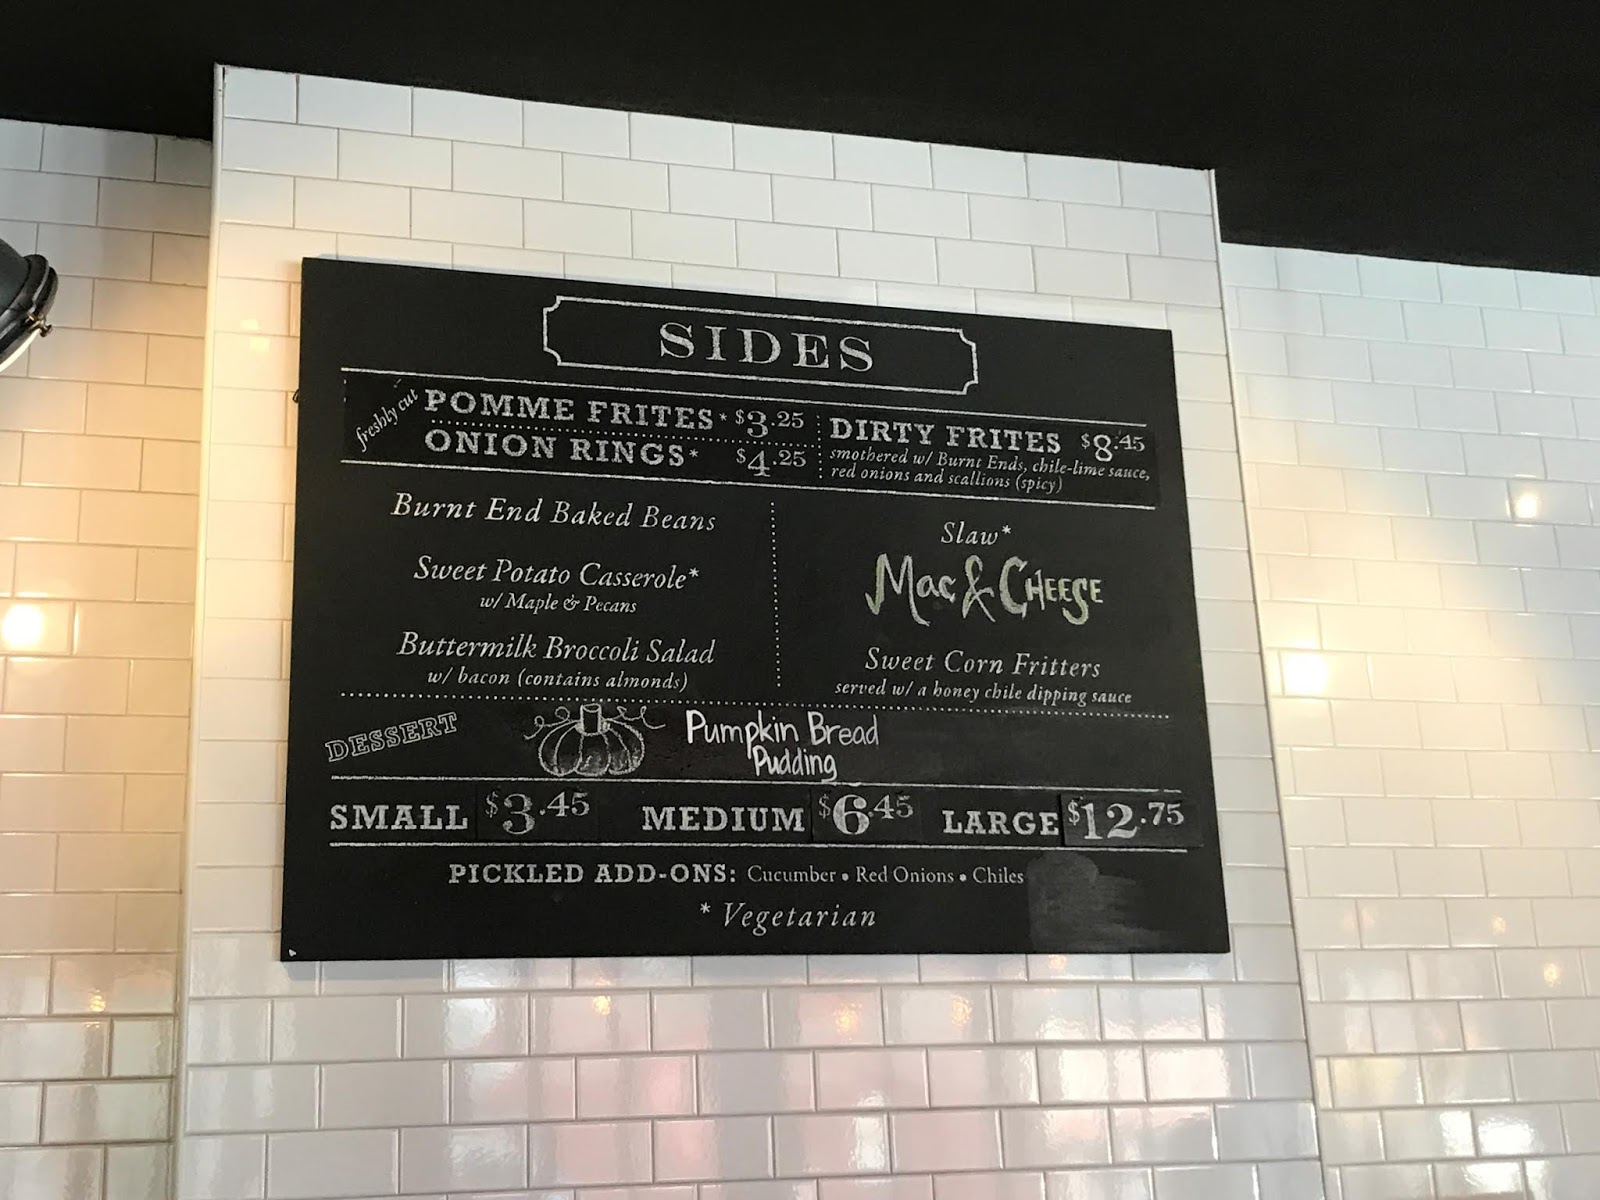 SIDES
freshly cut
POMME FRITES* $3.25
ONION RINGS* $4.25
DIRTY FRITES $8.45
smothered w/ Burnt Ends, chile-lime sauce,
red onions and scallions (spicy)
Burnt End Baked Beans
Sweet Potato Casserole*
w/ Maple & Pecans
Buttermilk Broccoli Salad
w/ bacon (contains almonds)
Slaw*
Mac & CHEESE
Sweet Corn Fritters
served w/ a honey chile dipping sauce
DESSERT
Pumpkin Bread
Pudding
SMALL $3.45 MEDIUM $6.45 LARGE $12.75
PICKLED ADD-ONS: Cucumber • Red Onions • Chiles
* Vegetarian